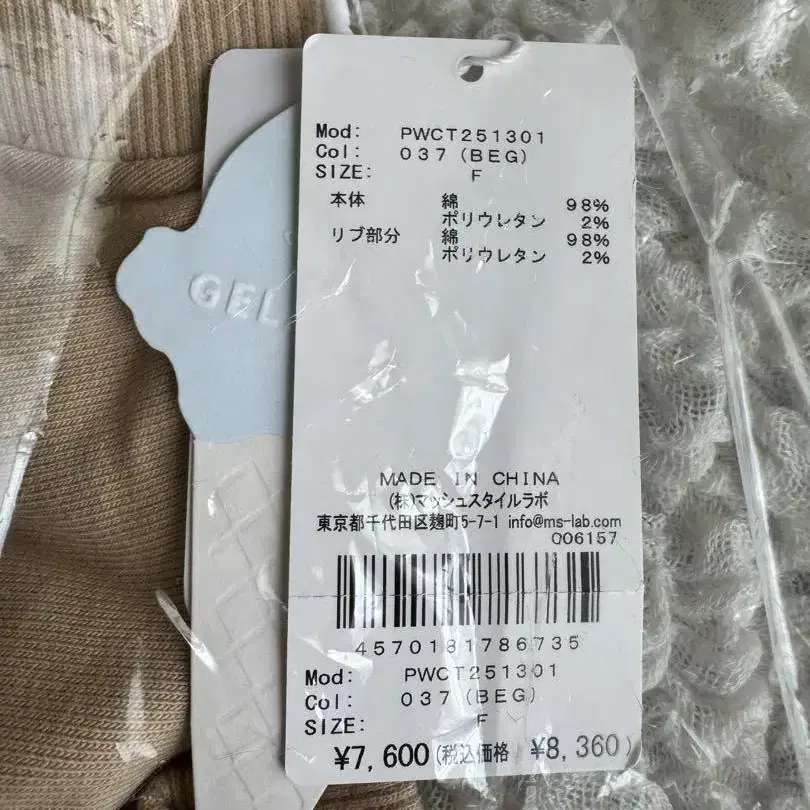 GEL
Mod: PWCT251301
Col: 037(BEG)
SIZE: F
本体 綿 98%
ポリウレタン 2%
リブ部分 綿 98%
ポリウレタン 2%
MADE IN CHINA
(株)マッシュスタイルラボ
東京都千代田区麹町5-7-1 info@ms-lab.com
006157
4570181786735
Mod: PWCT251301
Col: 037(BEG)
SIZE: F
¥7,600(税込価格 ¥8,360)